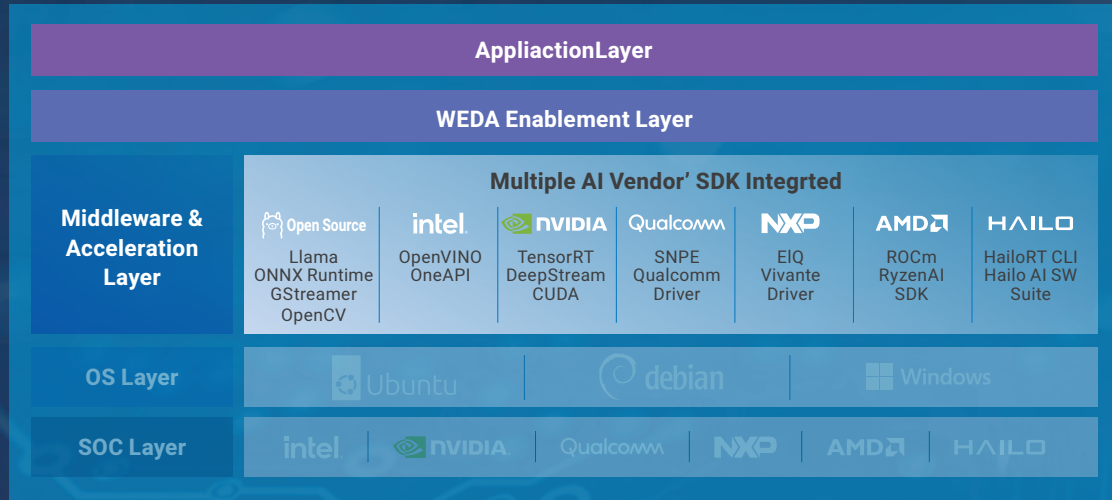 AppliactionLayer
WEDA Enablement Layer
Middleware &
Acceleration
Layer
Multiple AI Vendor’ SDK Integrted
Open Source
Llama
ONNX Runtime
GStreamer
OpenCV
intel.
OpenVINO
OneAPI
NVIDIA
TensorRT
DeepStream
CUDA
Qualcomm
SNPE
Qualcomm
Driver
NXP
EIQ
Vivante
Driver
AMD
ROCm
RyzenAI
SDK
HAILO
HailoRT CLI
Hailo AI SW
Suite
OS Layer
Ubuntu
debian
Windows
SOC Layer
intel.
NVIDIA.
Qualcomm
NXP
AMD
HAILO